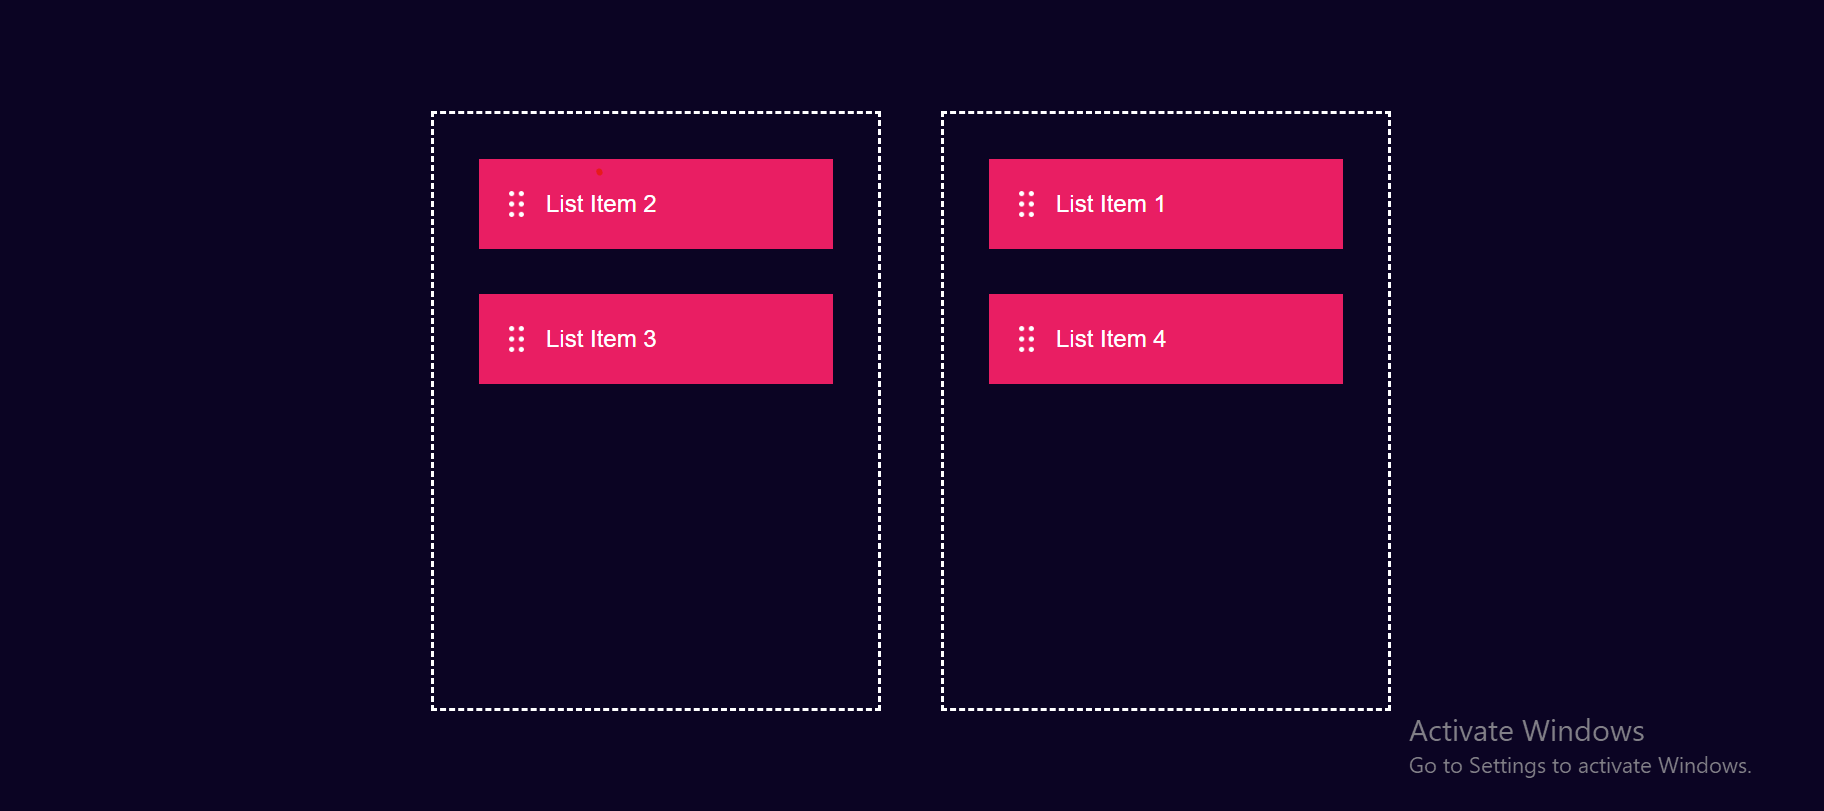 List Item 2
List Item 3
List Item 1
List Item 4
Activate Windows
Go to Settings to activate Windows.